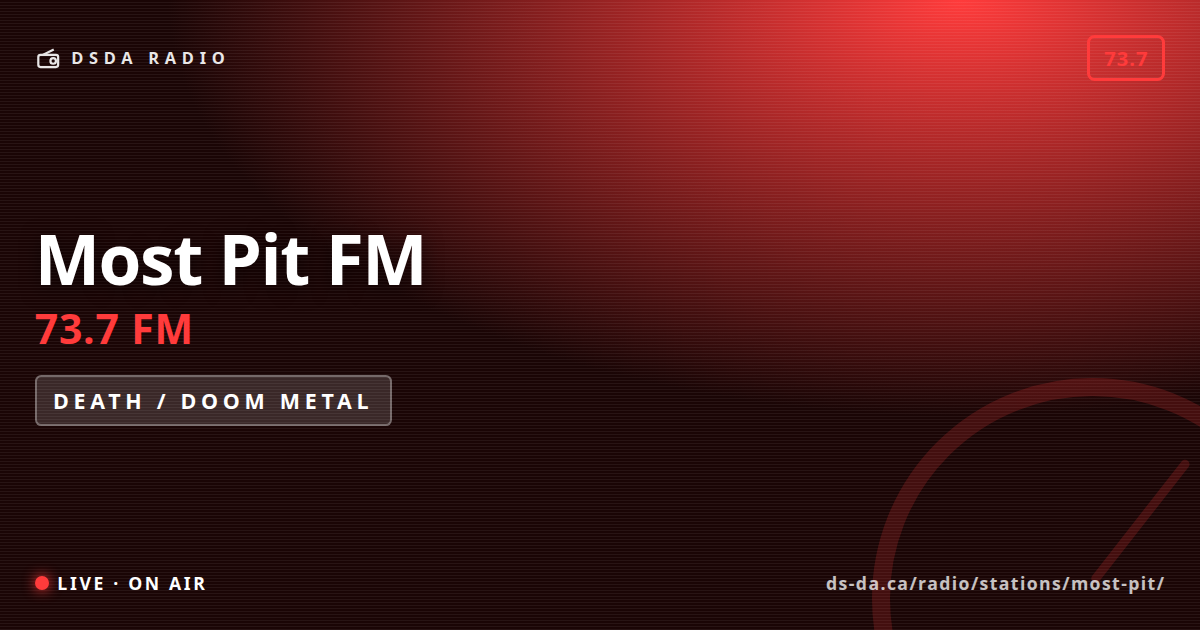 DSDA RADIO
73.7
Most Pit FM
73.7 FM
DEATH / DOOM METAL
LIVE · ON AIR
ds-da.ca/radio/stations/most-pit/